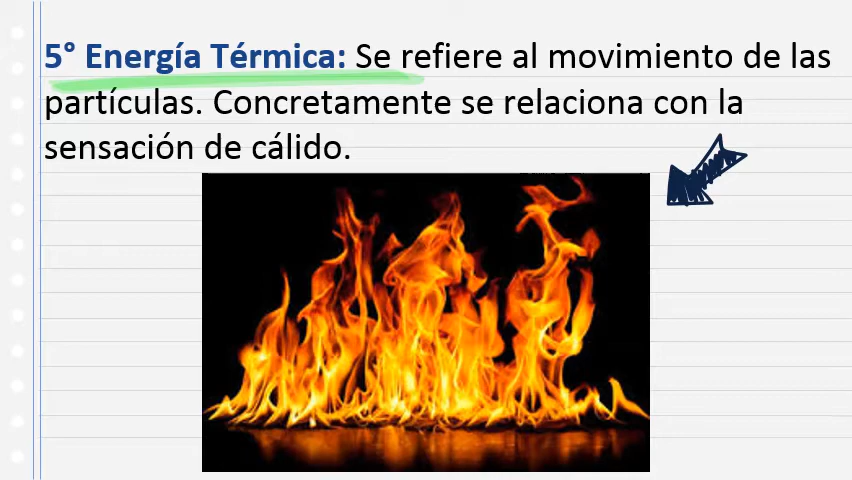 5° Energía Térmica: Se refiere al movimiento de las
partículas. Concretamente se relaciona con la
sensación de cálido.